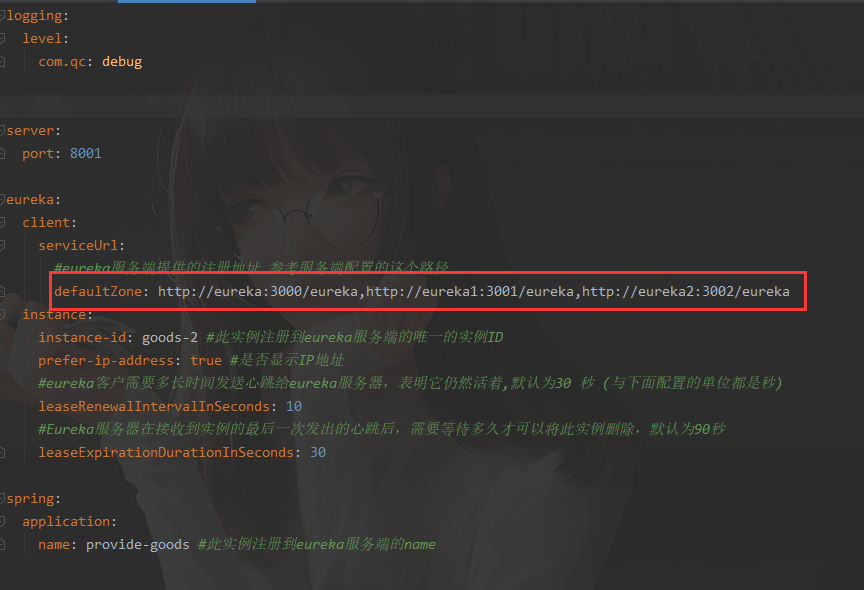 logging:
level:
com.qc: debug
server:
port: 8001
eureka:
client:
serviceUrl:
#eureka服务端提供的注册地址 参考服务端配置的这个路径
defaultZone: http://eureka:3000/eureka,http://eureka1:3001/eureka,http://eureka2:3002/eureka
instance:
instance-id: goods-2 #此实例注册到eureka服务端的唯一的实例ID
prefer-ip-address: true #是否显示IP地址
#eureka客户需要多长时间发送心跳给eureka服务器，表明它仍然活着,默认为30 秒 (与下面配置的单位都是秒)
leaseRenewalIntervalInSeconds: 10
#Eureka服务器在接收到实例的最后一次发出的心跳后，需要等待多久才可以将此实例删除，默认为90秒
leaseExpirationDurationInSeconds: 30
spring:
application:
name: provide-goods #此实例注册到eureka服务端的name